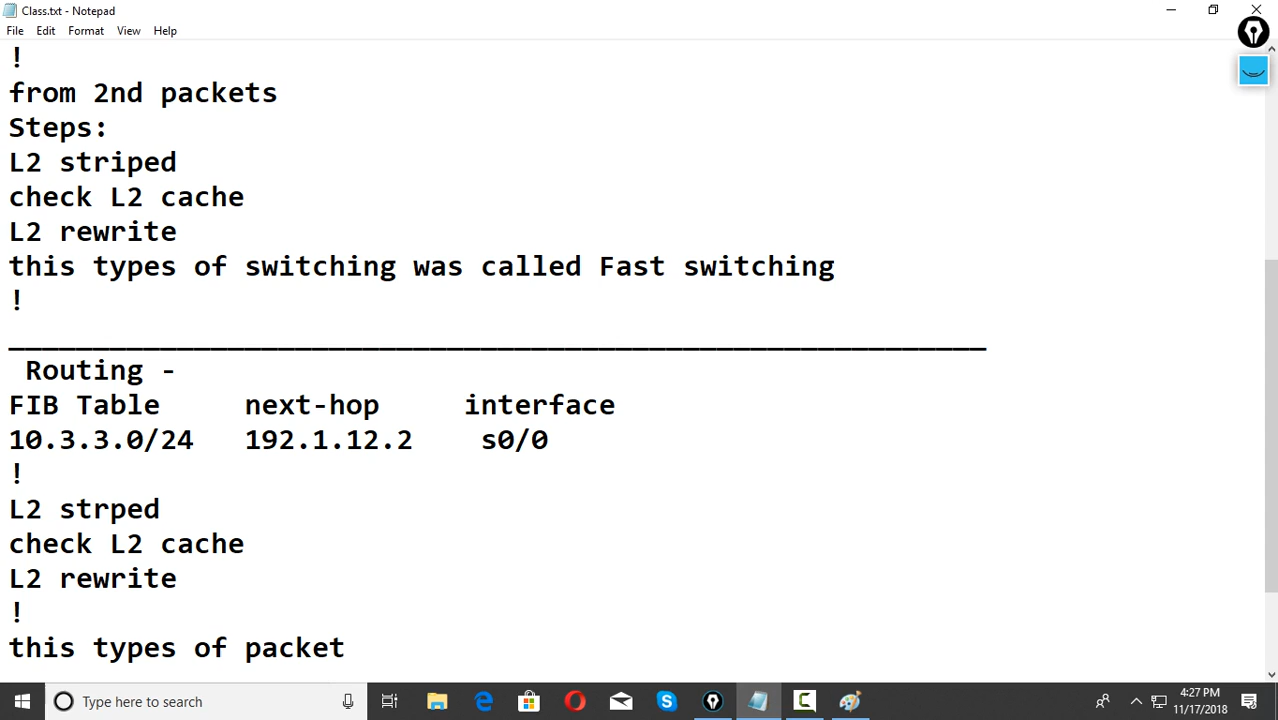 Class.txt - Notepad
File Edit Format View Help
!
from 2nd packets
Steps:
L2 striped
check L2 cache
L2 rewrite
this types of switching was called Fast switching
!
__________________________________________________________
Routing -
FIB Table next-hop interface
10.3.3.0/24 192.1.12.2 s0/0
!
L2 strped
check L2 cache
L2 rewrite
!
this types of packet
Type here to search
4:27 PM
11/17/2018